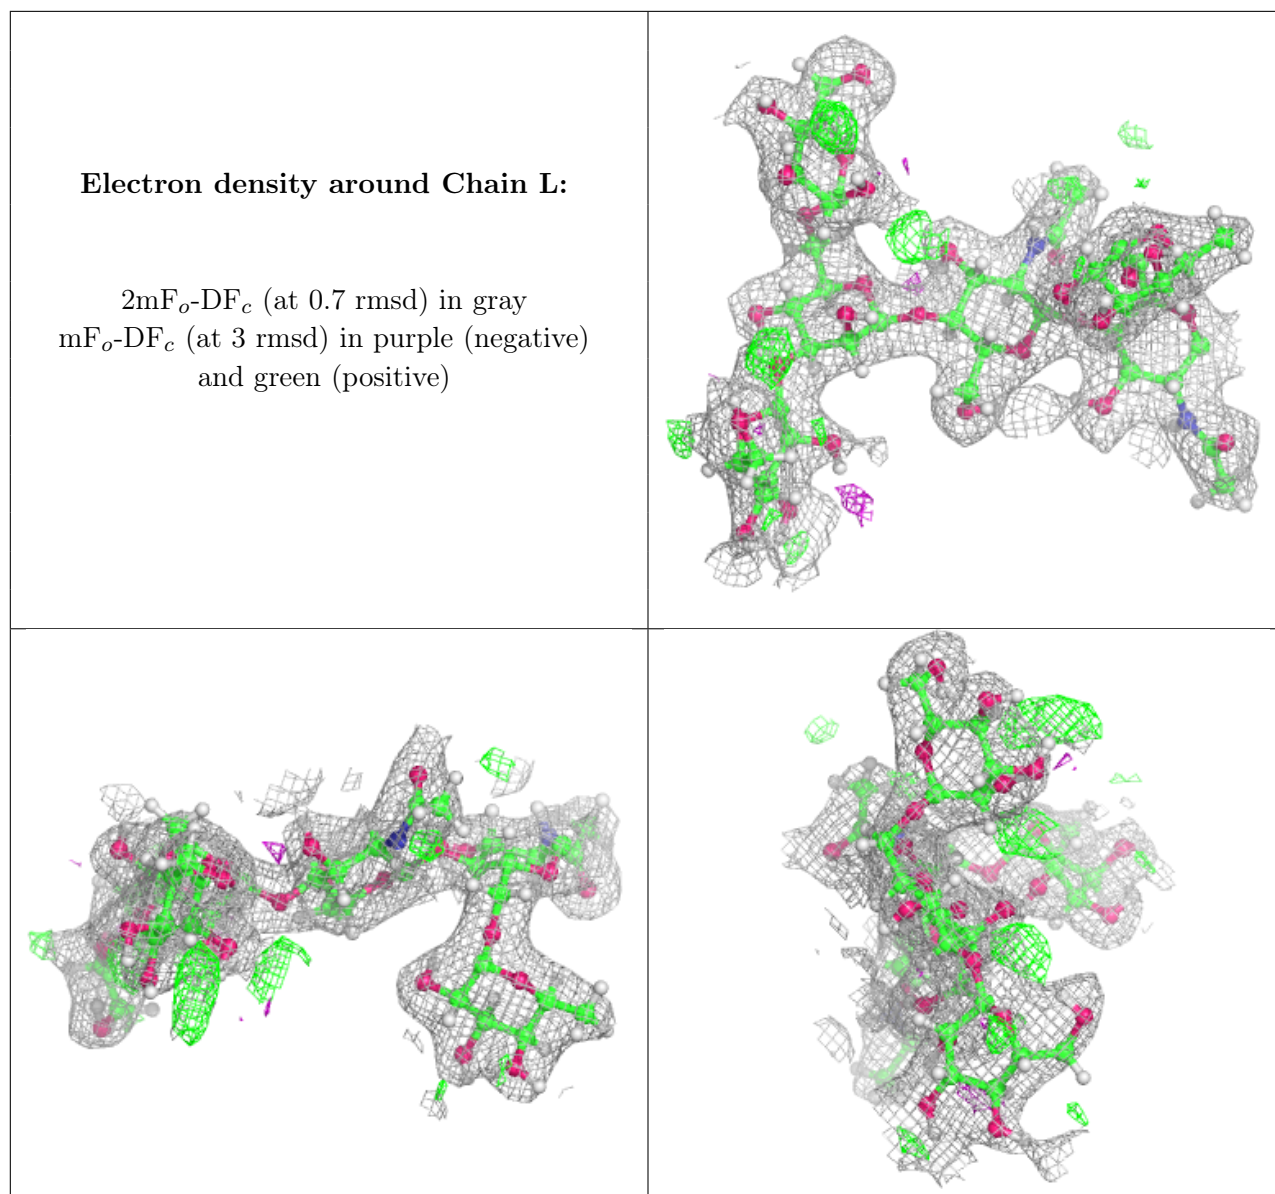 Electron density around Chain L:
2mFₒ-DF𝒸 (at 0.7 rmsd) in gray
mFₒ-DF𝒸 (at 3 rmsd) in purple (negative)
and green (positive)